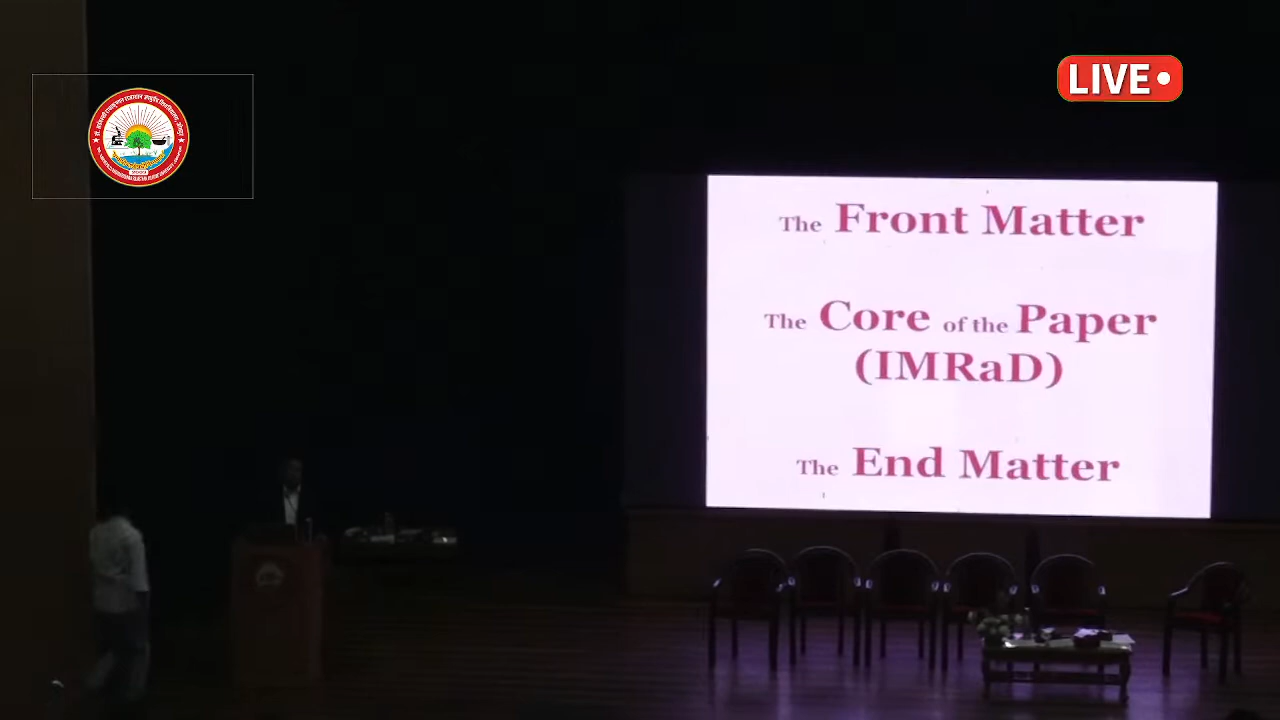 LIVE
The Front Matter
The Core of the Paper
(IMRaD)
The End Matter